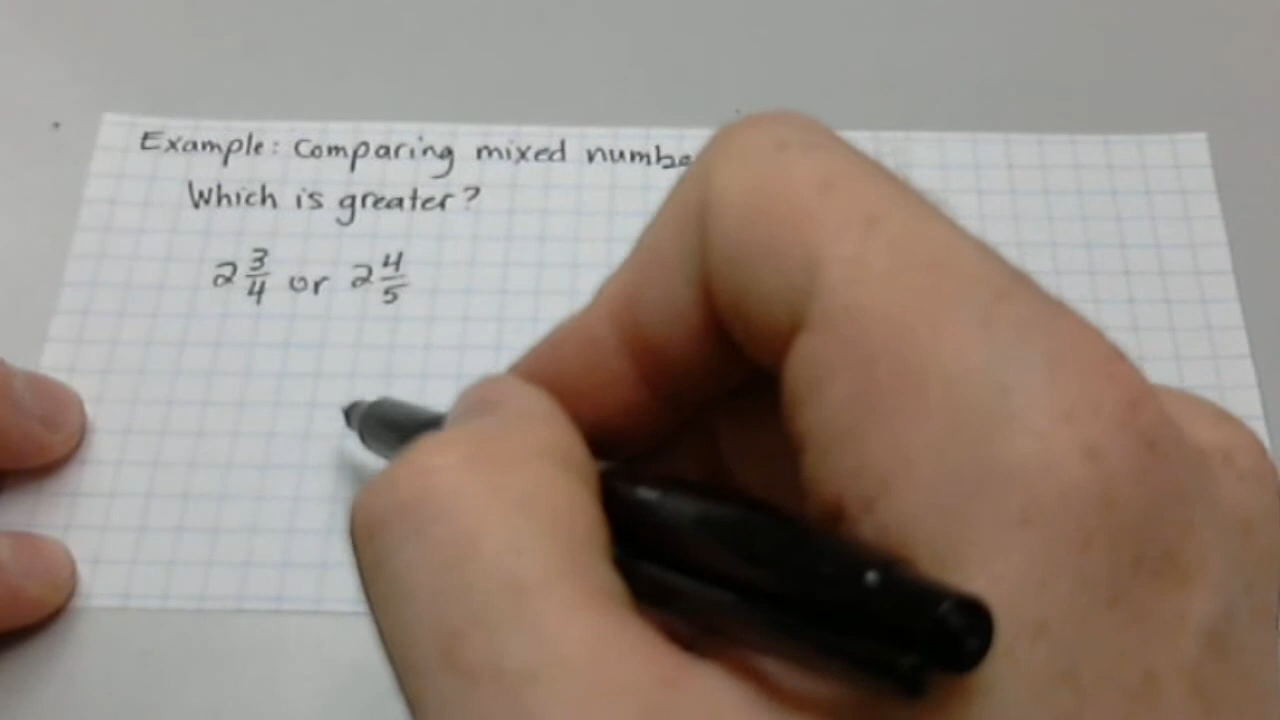 Example: Comparing mixed numbe
Which is greater?
2 3/4 or 2 4/5